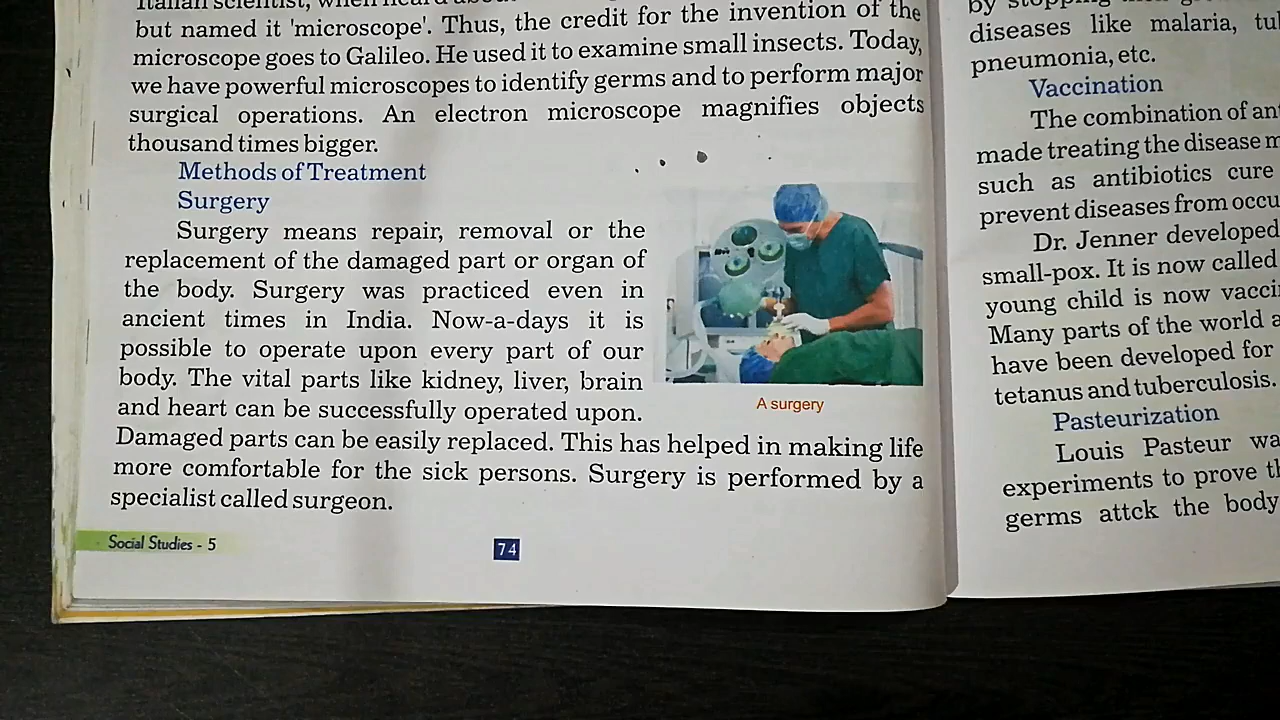 Italian scientist, when heard
but named it 'microscope'. Thus, the credit for the invention of the
microscope goes to Galileo. He used it to examine small insects. Today,
we have powerful microscopes to identify germs and to perform major
surgical operations. An electron microscope magnifies objects
thousand times bigger.
Methods of Treatment
Surgery
Surgery means repair, removal or the
replacement of the damaged part or organ of
the body. Surgery was practiced even in
ancient times in India. Now-a-days it is
possible to operate upon every part of our
body. The vital parts like kidney, liver, brain
and heart can be successfully operated upon.
A surgery
Damaged parts can be easily replaced. This has helped in making life
more comfortable for the sick persons. Surgery is performed by a
specialist called surgeon.
Social Studies - 5
74
by
diseases like malaria,
pneumonia, etc.
Vaccination
The combination of
made treating the disease
such as antibiotics cure
prevent diseases from
Dr. Jenner developed
small-pox. It is now called
young child is now
Many parts of the world
have been developed for
tetanus and tuberculosis.
Pasteurization
Louis Pasteur
experiments to prove
germs attck the body